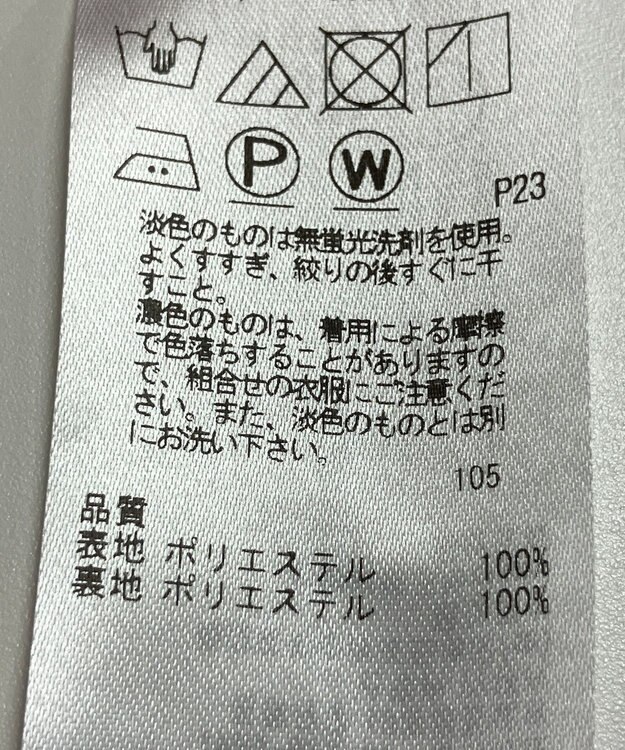 P
W
P23
淡色のものは無蛍光洗剤を使用。
よくすすぎ、絞りの後すぐに干
すこと。
濃色のものは、着用による摩擦
で色落ちすることがありますの
で、組合せの衣服にご注意くだ
さい。また、淡色のものとは別
にお洗い下さい。
105
品質
表地 ポリエステル 100%
裏地 ポリエステル 100%